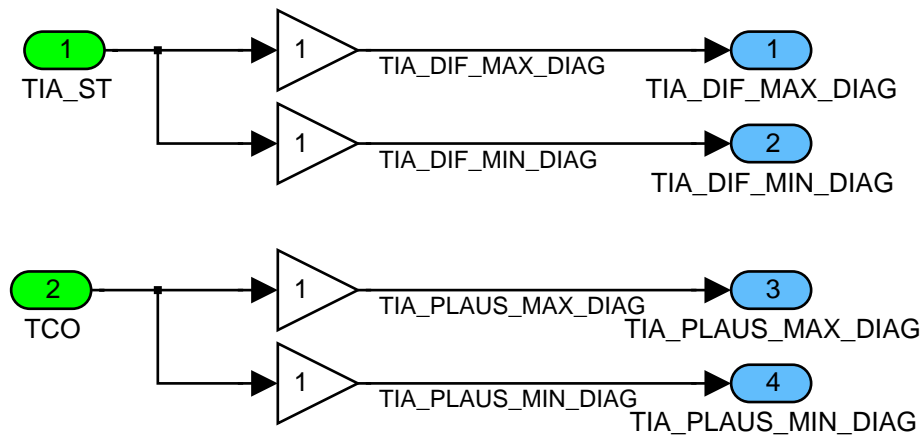 1
1
1
TIA_ST
TIA_DIF_MAX_DIAG
TIA_DIF_MAX_DIAG
1
2
TIA_DIF_MIN_DIAG
TIA_DIF_MIN_DIAG
2
1
3
TCO
TIA_PLAUS_MAX_DIAG
TIA_PLAUS_MAX_DIAG
1
4
TIA_PLAUS_MIN_DIAG
TIA_PLAUS_MIN_DIAG